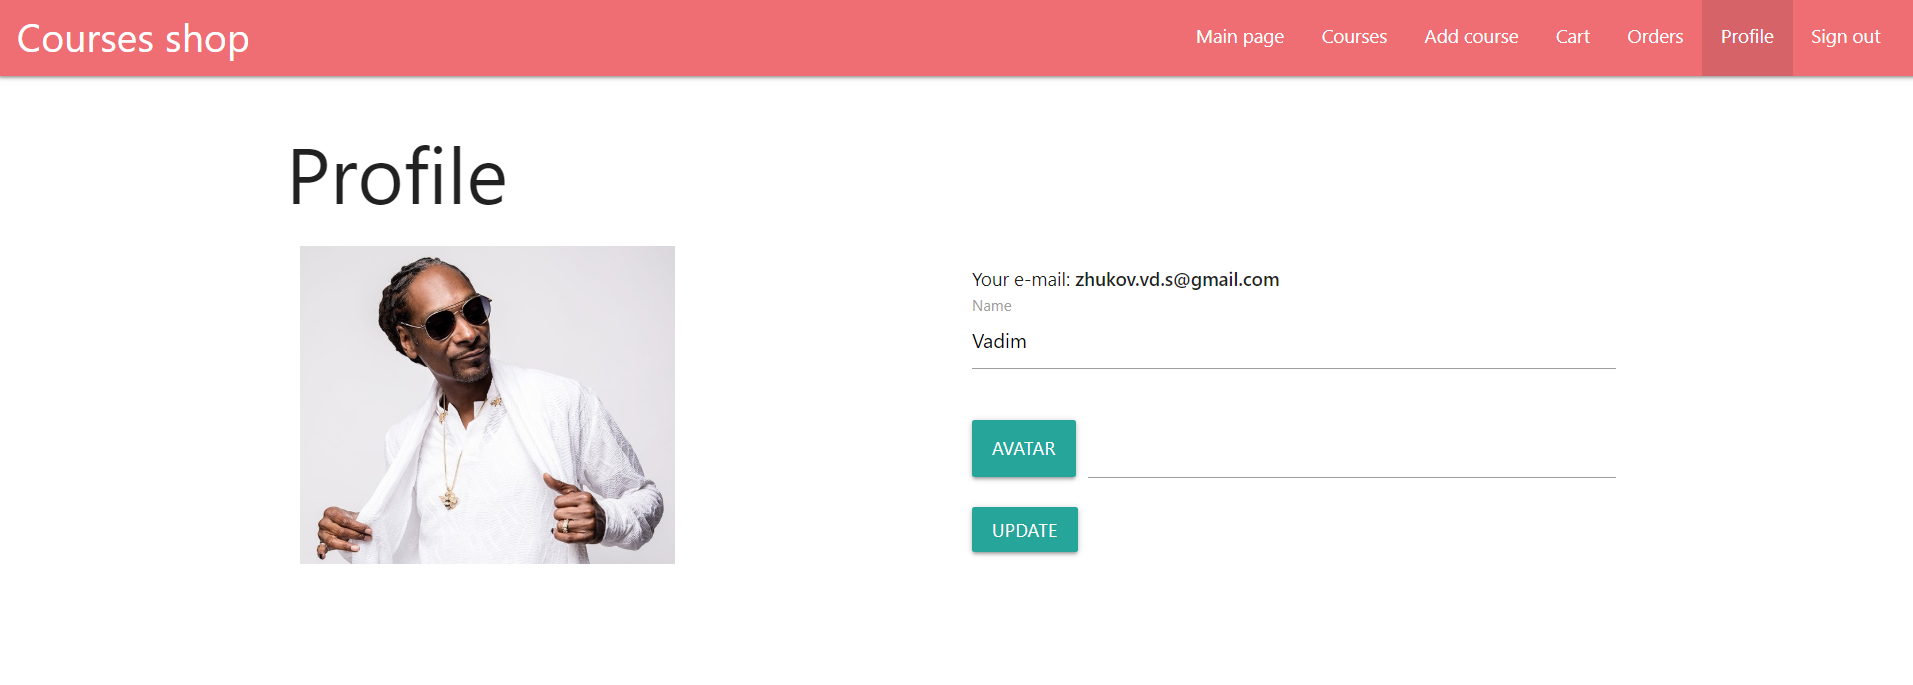 Courses shop
Main page Courses Add course Cart Orders Profile Sign out
Profile
Your e-mail: zhukov.vd.s@gmail.com
Name
Vadim
AVATAR
UPDATE